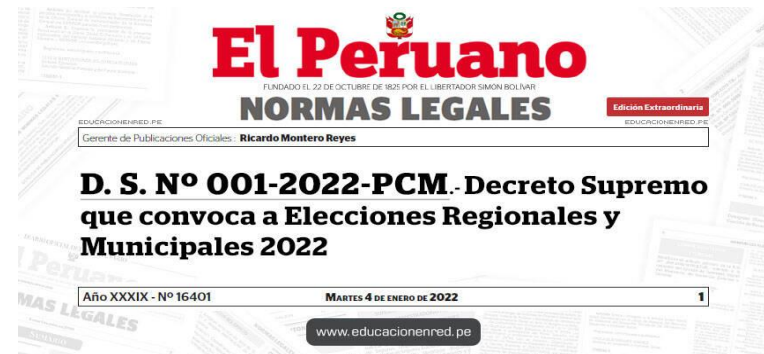 El Peruano
FUNDADO EL 22 DE OCTUBRE DE 1825 POR EL LIBERTADOR SIMÓN BOLÍVAR
NORMAS LEGALES
Edición Extraordinaria
EDUCACIONENRED.PE
EDUCACIONENRED.PE
Gerente de Publicaciones Oficiales : Ricardo Montero Reyes
D. S. Nº 001-2022-PCM.- Decreto Supremo
que convoca a Elecciones Regionales y
Municipales 2022
Año XXXIX - Nº 16401
MARTES 4 DE ENERO DE 2022
1
www.educacionenred.pe